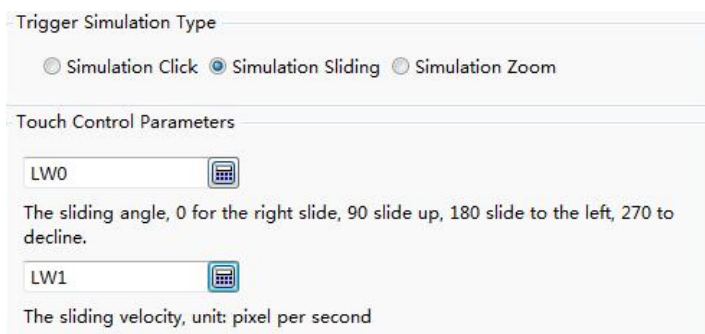 Trigger Simulation Type
Simulation Click Simulation Sliding Simulation Zoom
Touch Control Parameters
LW0
The sliding angle, 0 for the right slide, 90 slide up, 180 slide to the left, 270 to
decline.
LW1
The sliding velocity, unit: pixel per second